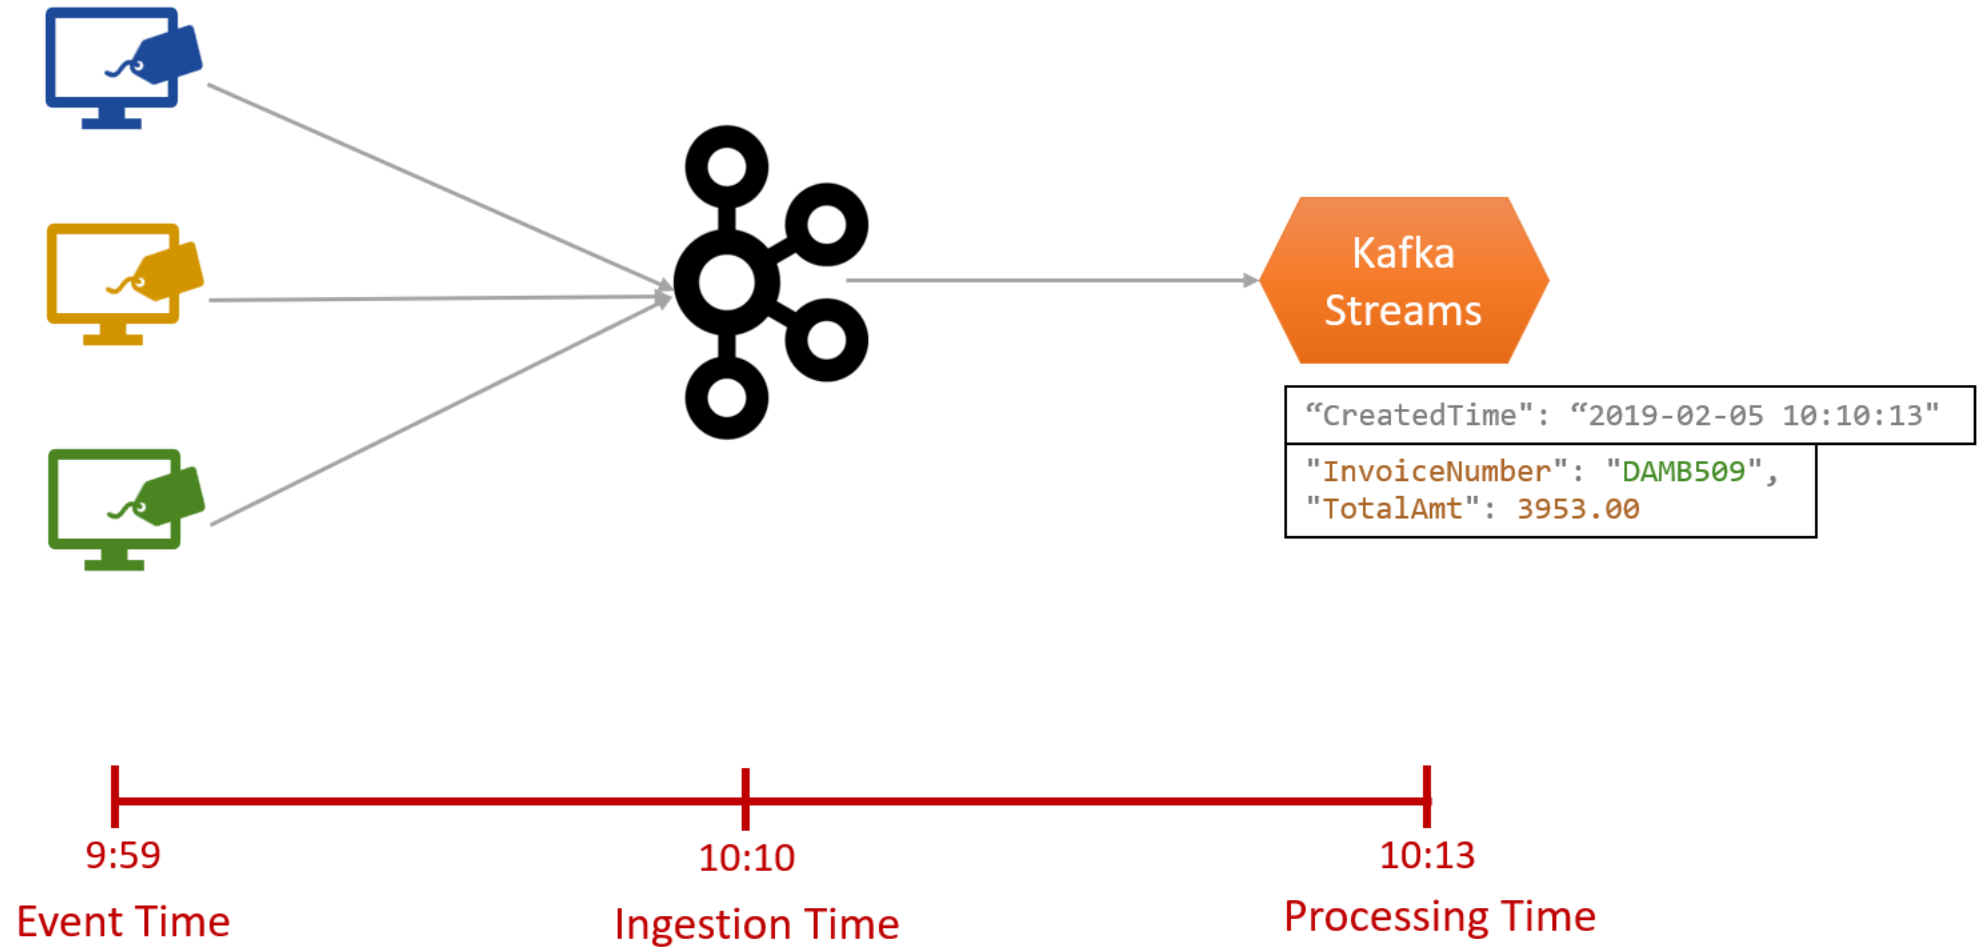 Kafka
Streams
“CreatedTime": “2019-02-05 10:10:13"
"InvoiceNumber": "DAMB509",
"TotalAmt": 3953.00
9:59
10:10
10:13
Event Time
Ingestion Time
Processing Time